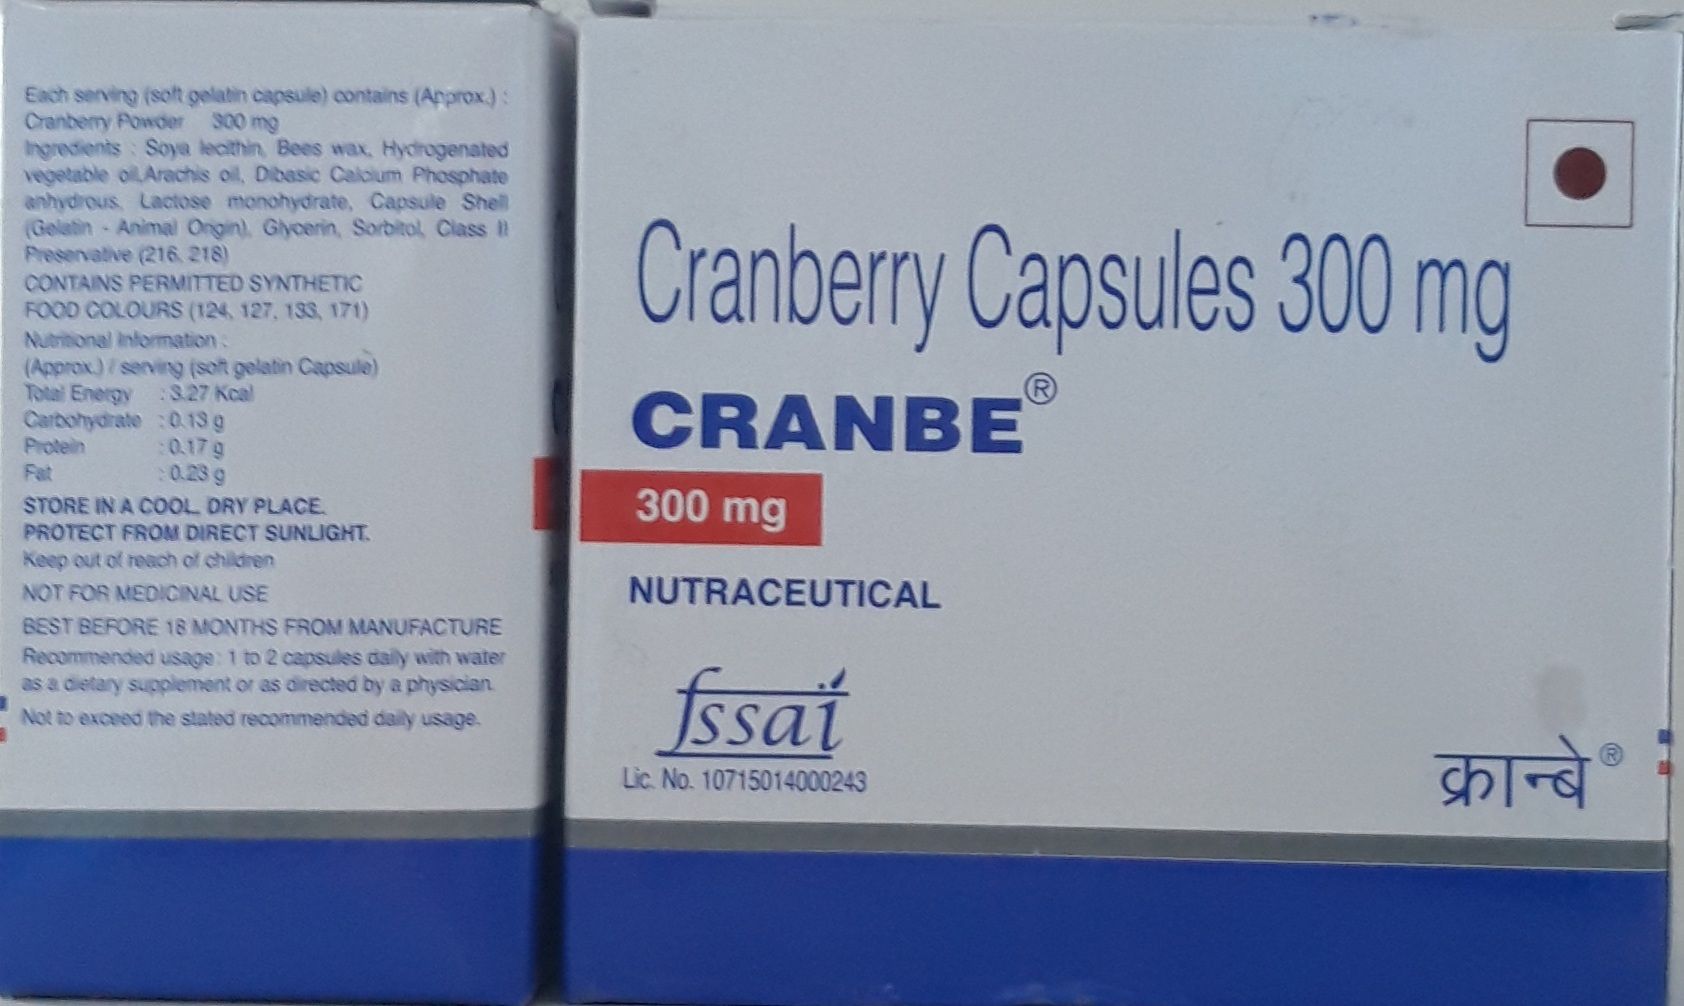 Each serving (soft gelatin capsule) contains (Approx.) :
Cranberry Powder 300 mg
Ingredients : Soya lecithin, Bees wax, Hydrogenated
vegetable oil,Arachis oil, Dibasic Calcium Phosphate
anhydrous, Lactose monohydrate, Capsule Shell
(Gelatin - Animal Origin), Glycerin, Sorbitol, Class II
Preservative (216, 218)
CONTAINS PERMITTED SYNTHETIC
FOOD COLOURS (124, 127, 133, 171)
Nutritional Information :
(Approx.) / serving (soft gelatin Capsule)
Total Energy : 3.27 Kcal
Carbohydrate : 0.13 g
Protein : 0.17 g
Fat : 0.23 g
STORE IN A COOL, DRY PLACE.
PROTECT FROM DIRECT SUNLIGHT.
Keep out of reach of children
NOT FOR MEDICINAL USE
BEST BEFORE 18 MONTHS FROM MANUFACTURE
Recommended usage : 1 to 2 capsules daily with water
as a dietary supplement or as directed by a physician.
Not to exceed the stated recommended daily usage.
Cranberry Capsules 300 mg
CRANBE®
300 mg
NUTRACEUTICAL
fssai
Lic. No. 10715014000243
क्रान्बे®